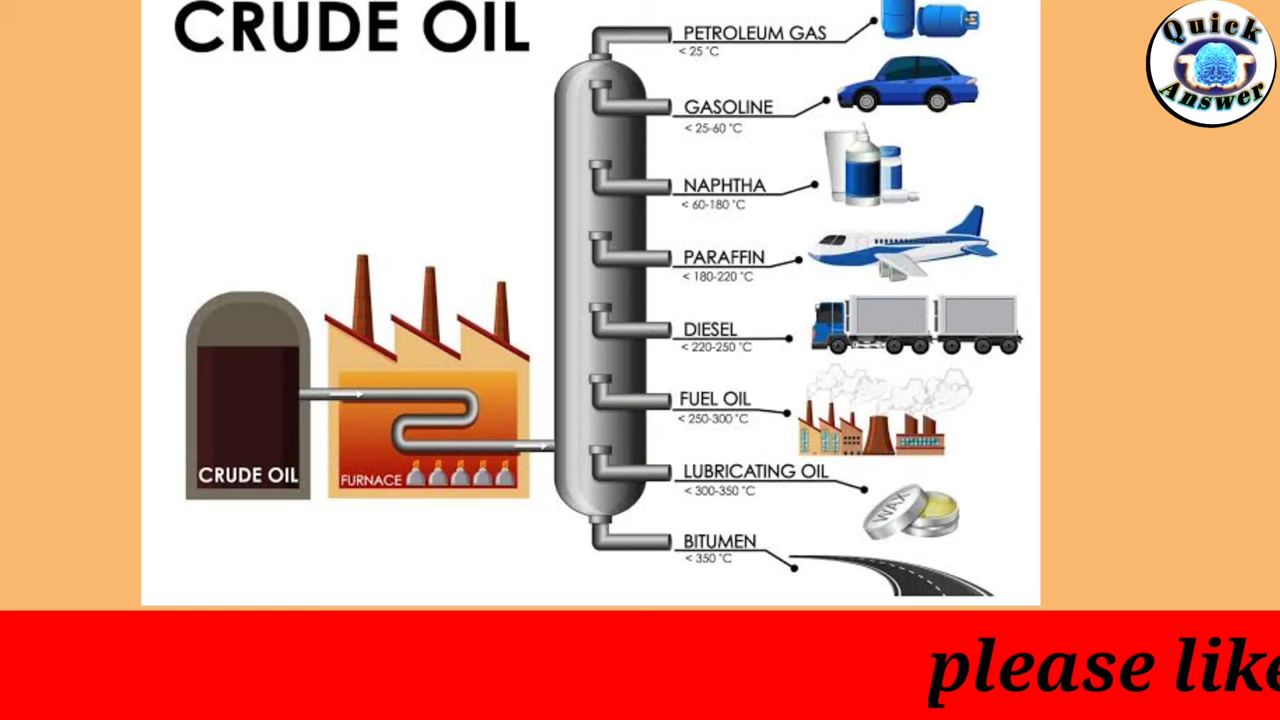 CRUDE OIL
Quick
Answer
PETROLEUM GAS
< 25 °C
GASOLINE
< 25-60 °C
NAPHTHA
< 60-180 °C
PARAFFIN
< 180-220 °C
DIESEL
< 220-250 °C
FUEL OIL
< 250-300 °C
LUBRICATING OIL
< 300-350 °C
WAX
BITUMEN
< 350 °C
CRUDE OIL
FURNACE
please like